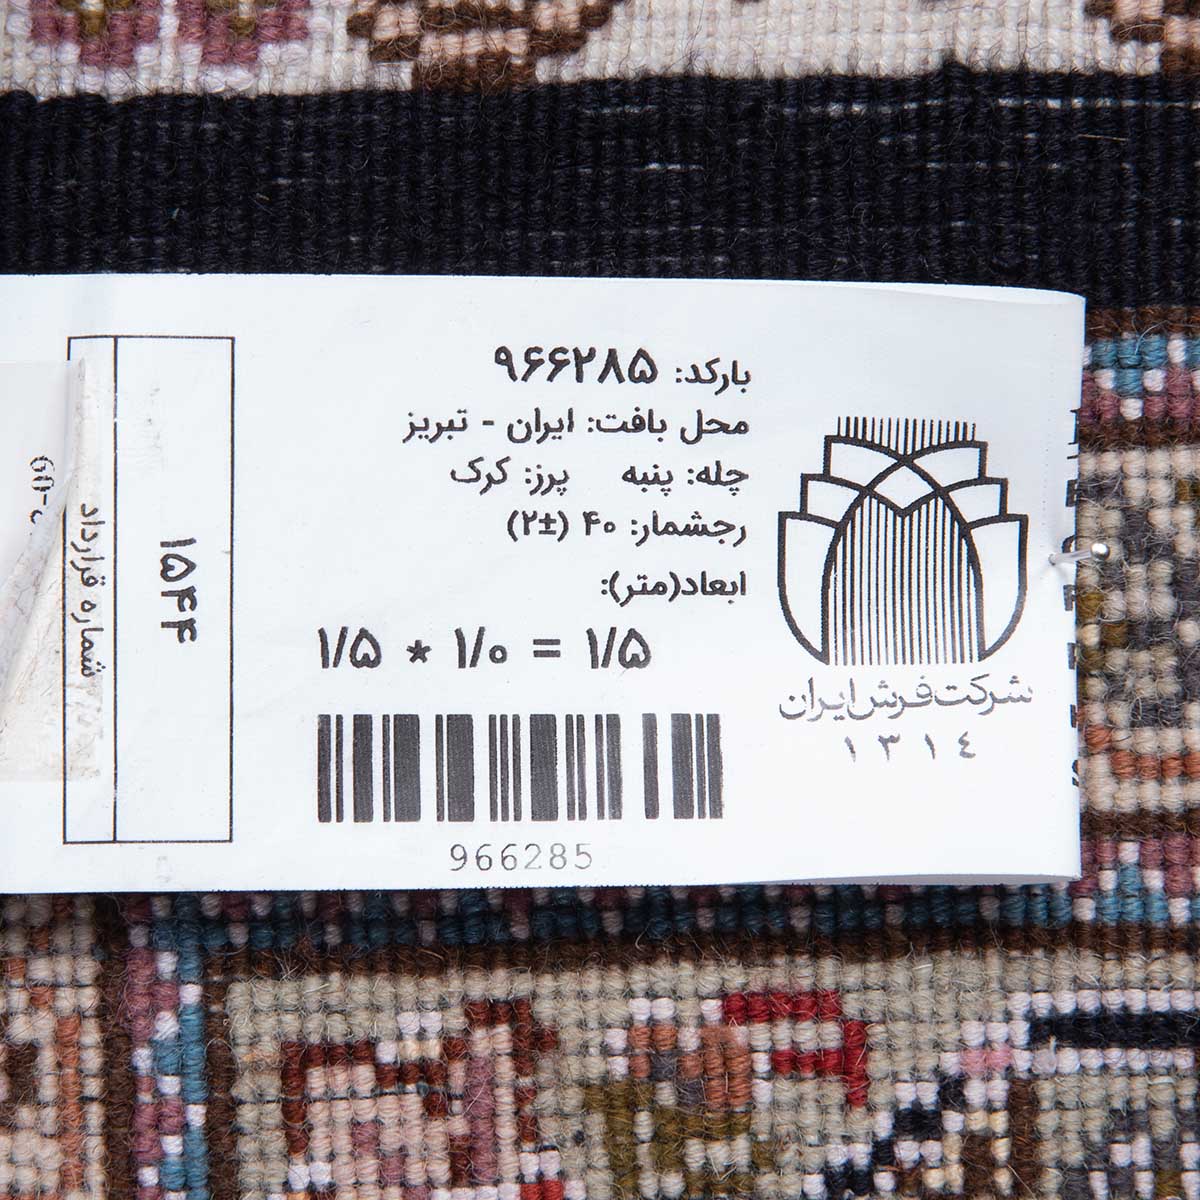 بارکد: ۹۶۶۲۸۵
محل بافت: ایران - تبریز
چله: پنبه پرز: کرک
رجشمار: ۴۰ (±۲)
ابعاد(متر):
۱/۵ * ۱/۰ = ۱/۵
966285
شرکت فرش ایران
۱۳۱٤
شماره قرارداد
۱۵۴۴